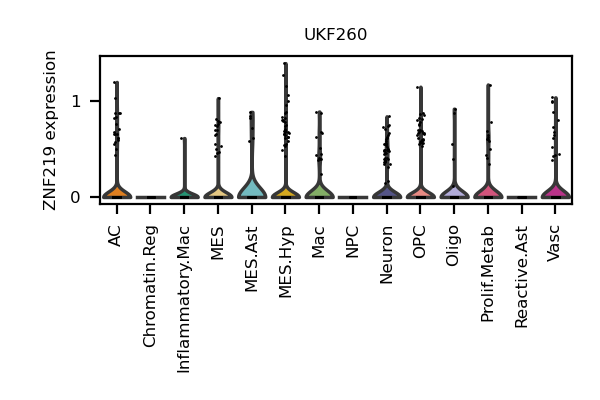 UKF260
ZNF219 expression
1
0
AC
Chromatin.Reg
Inflammatory.Mac
MES
MES.Ast
MES.Hyp
Mac
NPC
Neuron
OPC
Oligo
Prolif.Metab
Reactive.Ast
Vasc